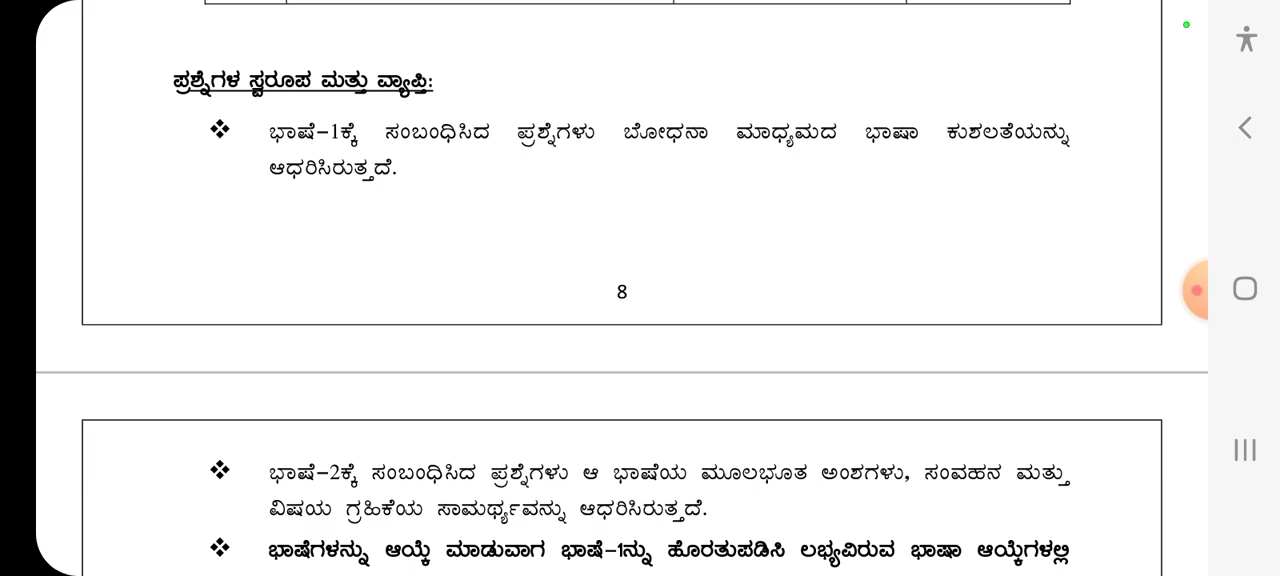 ಪ್ರಶ್ನೆಗಳ ಸ್ವರೂಪ ಮತ್ತು ವ್ಯಾಪ್ತಿ:
❖ ಭಾಷೆ-1ಕ್ಕೆ ಸಂಬಂಧಿಸಿದ ಪ್ರಶ್ನೆಗಳು ಬೋಧನಾ ಮಾಧ್ಯಮದ ಭಾಷಾ ಕುಶಲತೆಯನ್ನು
ಆಧರಿಸಿರುತ್ತದೆ.
8
❖ ಭಾಷೆ-2ಕ್ಕೆ ಸಂಬಂಧಿಸಿದ ಪ್ರಶ್ನೆಗಳು ಆ ಭಾಷೆಯ ಮೂಲಭೂತ ಅಂಶಗಳು, ಸಂವಹನ ಮತ್ತು
ವಿಷಯ ಗ್ರಹಿಕೆಯ ಸಾಮರ್ಥ್ಯವನ್ನು ಆಧರಿಸಿರುತ್ತದೆ.
❖ ಭಾಷೆಗಳನ್ನು ಆಯ್ಕೆ ಮಾಡುವಾಗ ಭಾಷೆ-1ನ್ನು ಹೊರತುಪಡಿಸಿ ಲಭ್ಯವಿರುವ ಭಾಷಾ ಆಯ್ಕೆಗಳಲ್ಲಿ